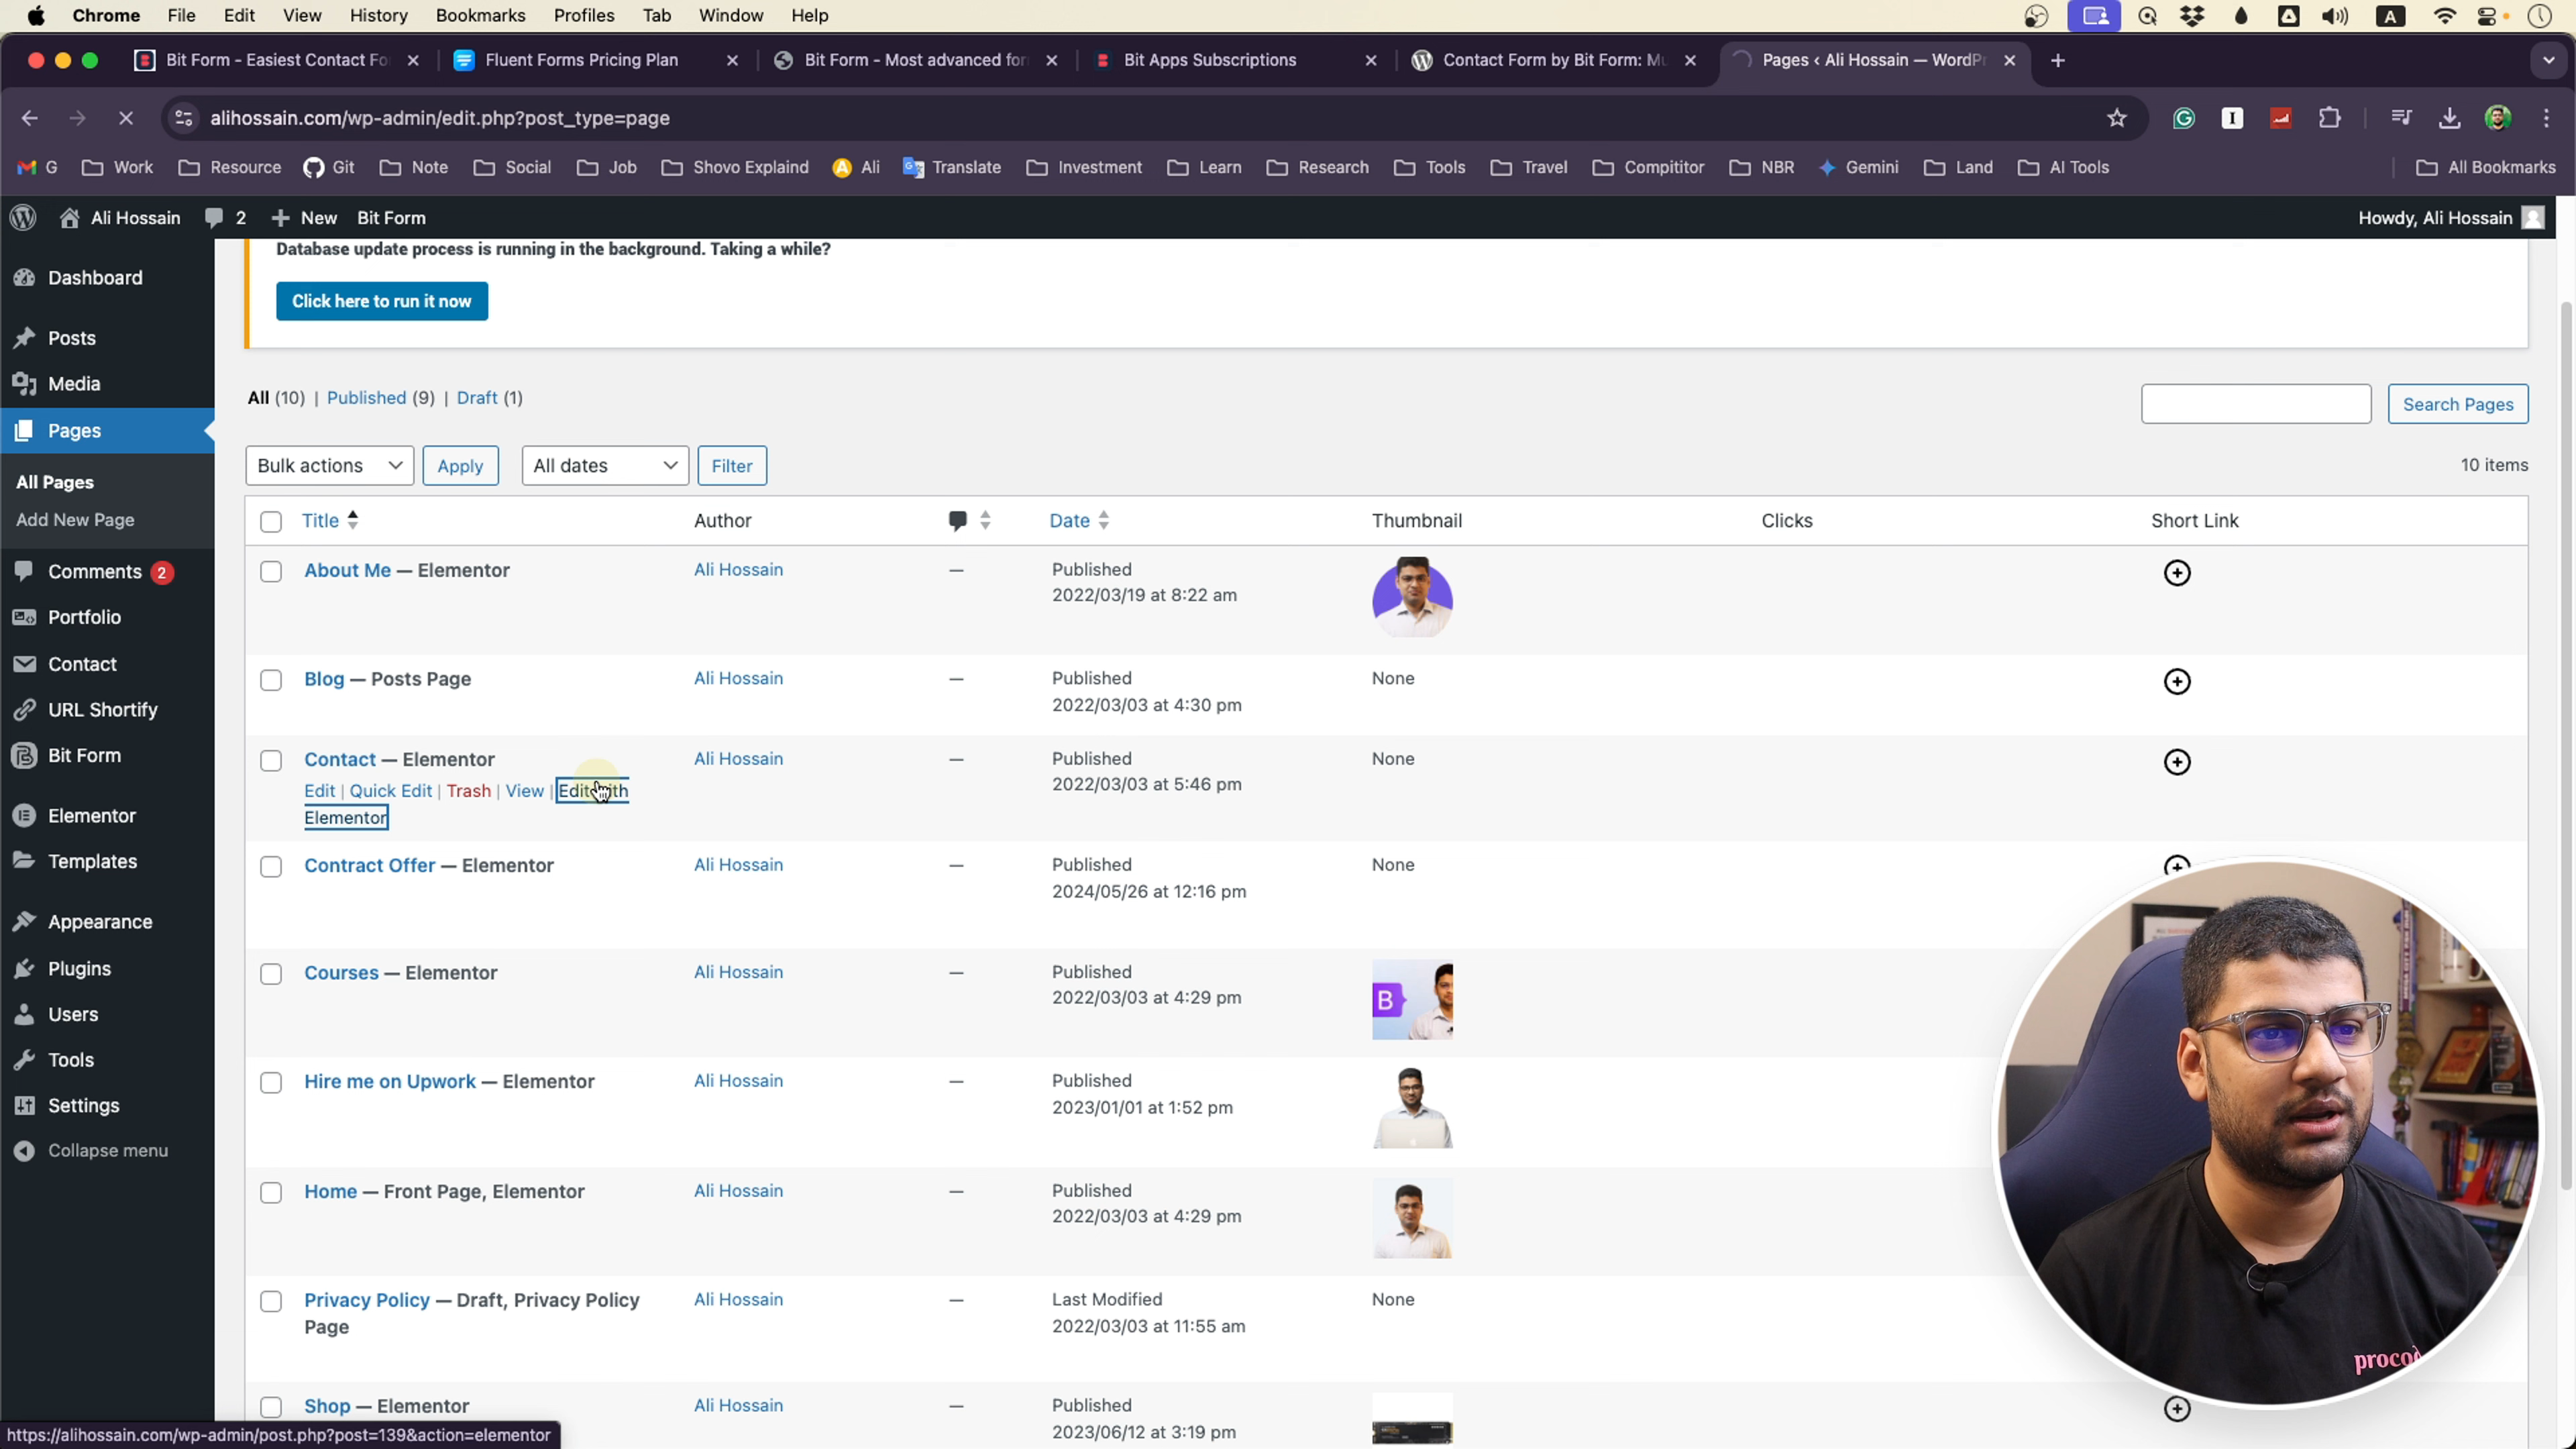 Chrome File Edit View History Bookmarks Profiles Tab Window Help A
Bit Form - Easiest Contact Fo Fluent Forms Pricing Plan Bit Form - Most advanced for Bit Apps Subscriptions Contact Form by Bit Form: Mu Pages ‹ Ali Hossain — WordPr
alihossain.com/wp-admin/edit.php?post_type=page
G Work Resource Git Note Social Job Shovo Explaind Ali Translate Investment Learn Research Tools Travel Compititor NBR Gemini Land AI Tools All Bookmarks
Ali Hossain 2 New Bit Form Howdy, Ali Hossain
Database update process is running in the background. Taking a while?
Click here to run it now
Dashboard
Posts
Media
Pages
All Pages
Add New Page
Comments 2
Portfolio
Contact
URL Shortify
Bit Form
Elementor
Templates
Appearance
Plugins
Users
Tools
Settings
Collapse menu
All (10) | Published (9) | Draft (1)
Search Pages
Bulk actions Apply All dates Filter
10 items
Title Author Date Thumbnail Clicks Short Link
About Me — Elementor Ali Hossain — Published
2022/03/19 at 8:22 am
Blog — Posts Page Ali Hossain — Published None
2022/03/03 at 4:30 pm
Contact — Elementor Ali Hossain — Published None
Edit | Quick Edit | Trash | View | Edit with 2022/03/03 at 5:46 pm
Elementor
Contract Offer — Elementor Ali Hossain — Published None
2024/05/26 at 12:16 pm
Courses — Elementor Ali Hossain — Published
2022/03/03 at 4:29 pm
B
Hire me on Upwork — Elementor Ali Hossain — Published
2023/01/01 at 1:52 pm
Home — Front Page, Elementor Ali Hossain — Published
2022/03/03 at 4:29 pm
Privacy Policy — Draft, Privacy Policy Ali Hossain — Last Modified None
Page 2022/03/03 at 11:55 am
Shop — Elementor Ali Hossain — Published
2023/06/12 at 3:19 pm
https://alihossain.com/wp-admin/post.php?post=139&action=elementor